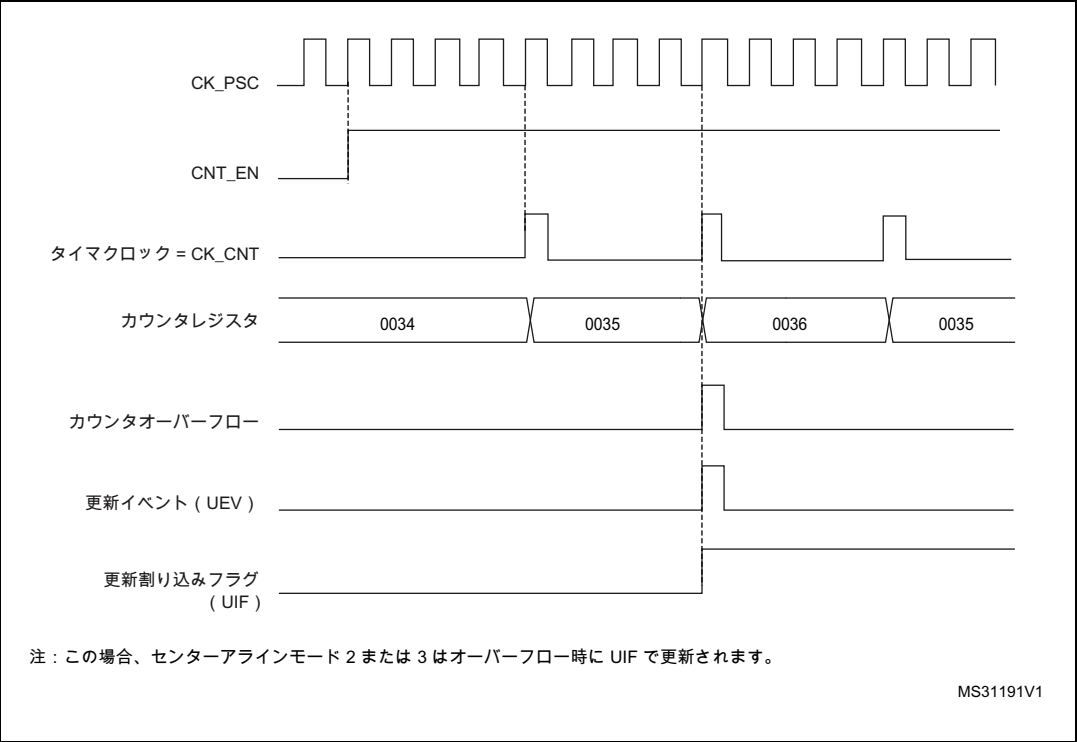 CK_PSC
CNT_EN
タイマクロック = CK_CNT
カウンタレジスタ
0034
0035
0036
0035
カウンタオーバーフロー
更新イベント ( UEV )
更新割り込みフラグ
( UIF )
注：この場合、センターアラインモード 2 または 3 はオーバーフロー時に UIF で更新されます。
MS31191V1